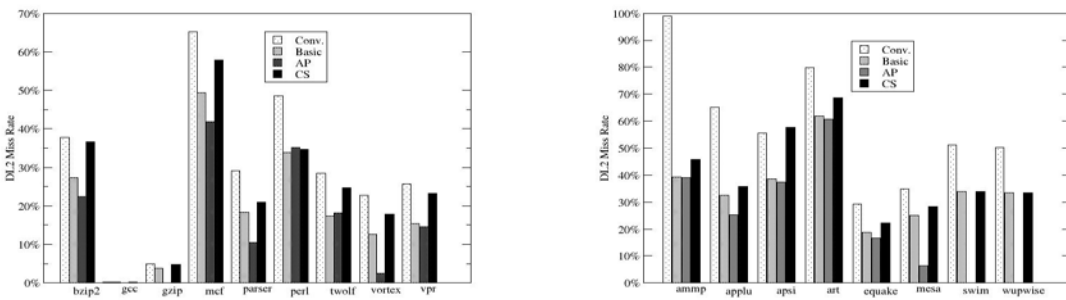 70%
60%
50%
40%
30%
20%
10%
0%
DL2 Miss Rate
Conv.
Basic
AP
CS
bzip2 gcc gzip mcf parser perl twolf vortex vpr
100%
90%
80%
70%
60%
50%
40%
30%
20%
10%
0%
DL2 Miss Rate
Conv.
Basic
AP
CS
ammp applu apsi art equake mesa swim wupwise